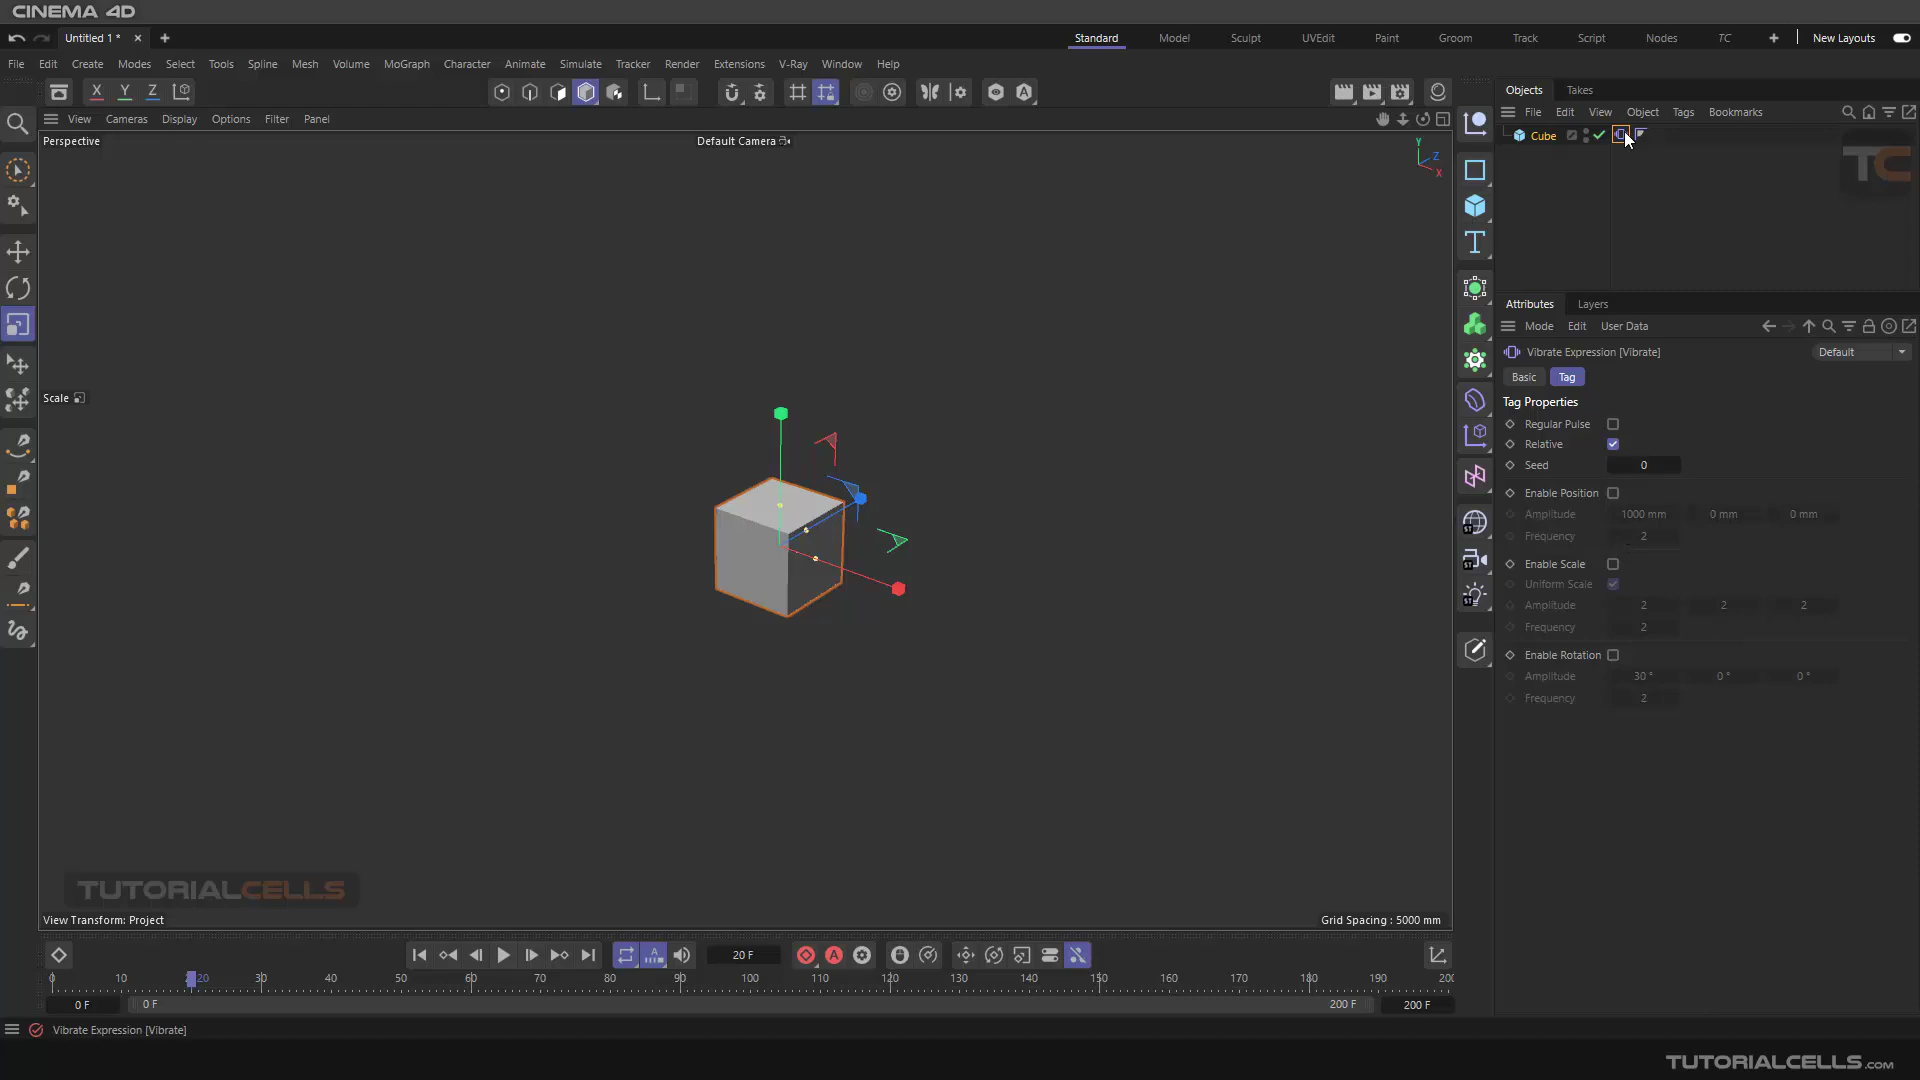 CINEMA 4D
Untitled 1 *
Standard Model Sculpt UVEdit Paint Groom Track Script Nodes TC New Layouts
File Edit Create Modes Select Tools Spline Mesh Volume MoGraph Character Animate Simulate Tracker Render Extensions V-Ray Window Help
X Y Z
Objects Takes
View Cameras Display Options Filter Panel
File Edit View Object Tags Bookmarks
Perspective
Default Camera
Y
Z
X
Cube
TC
Attributes Layers
Mode Edit User Data
Vibrate Expression [Vibrate]
Default
Basic Tag
Tag Properties
Scale
Regular Pulse
Relative
Seed 0
Enable Position
Amplitude 1000 mm 0 mm 0 mm
Frequency 2
Enable Scale
Uniform Scale
Amplitude 2 2 2
Frequency 2
Enable Rotation
Amplitude 30 ° 0 ° 0 °
Frequency 2
ST
ST
ST
TUTORIALCELLS
View Transform: Project
Grid Spacing : 5000 mm
20 F
0 10 20 30 40 50 60 70 80 90 100 110 120 130 140 150 160 170 180 190 200
0 F 0 F 200 F 200 F
Vibrate Expression [Vibrate]
TUTORIALCELLS.com